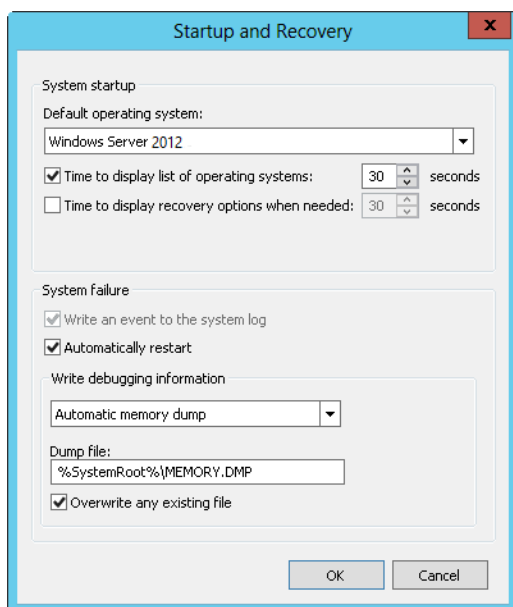 Startup and Recovery
x
System startup
Default operating system:
Windows Server 2012
Time to display list of operating systems: 30 seconds
Time to display recovery options when needed: 30 seconds
System failure
Write an event to the system log
Automatically restart
Write debugging information
Automatic memory dump
Dump file:
%SystemRoot%\MEMORY.DMP
Overwrite any existing file
OK Cancel